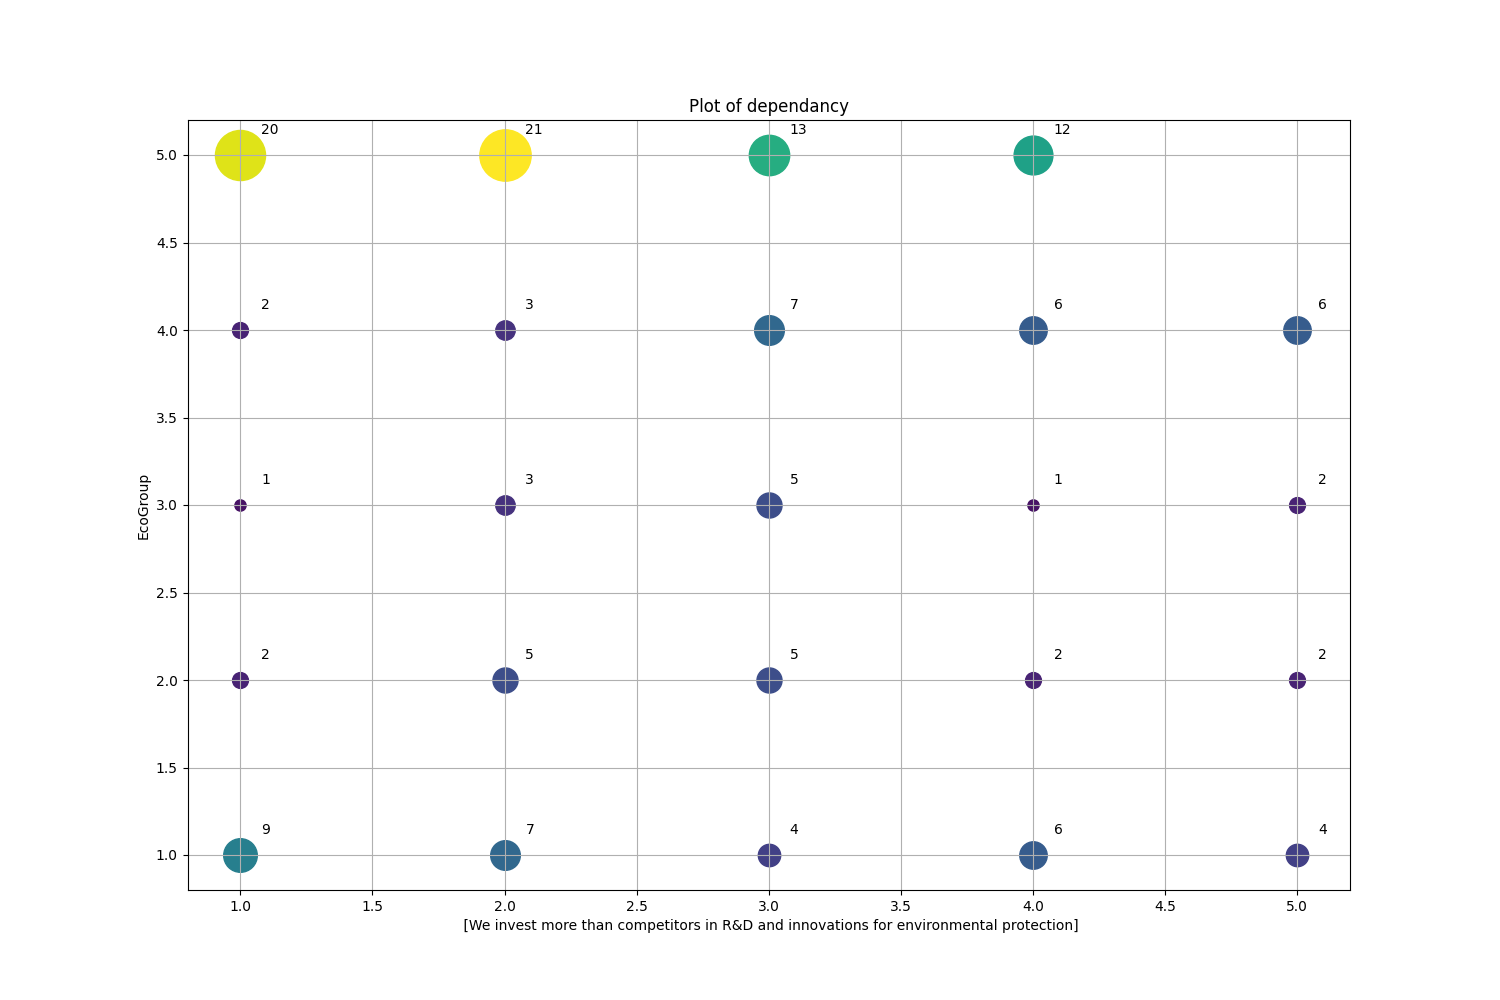 Plot of dependancy
20 21 13 12
5.0
4.5
2 3 7 6 6
4.0
3.5
1 3 5 1 2
3.0
EcoGroup
2.5
2 5 5 2 2
2.0
1.5
9 7 4 6 4
1.0
1.0 1.5 2.0 2.5 3.0 3.5 4.0 4.5 5.0
[We invest more than competitors in R&D and innovations for environmental protection]